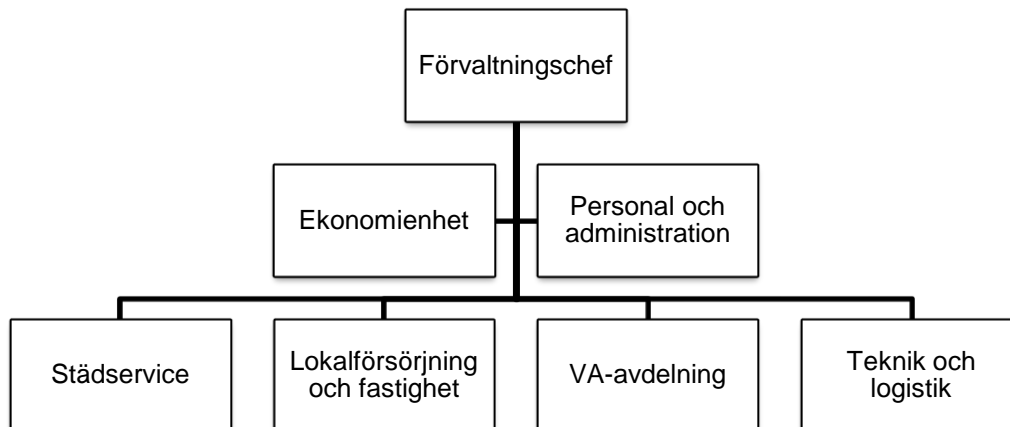 Förvaltningschef
Ekonomienhet
Personal och
administration
Städservice
Lokalförsörjning
och fastighet
VA-avdelning
Teknik och
logistik